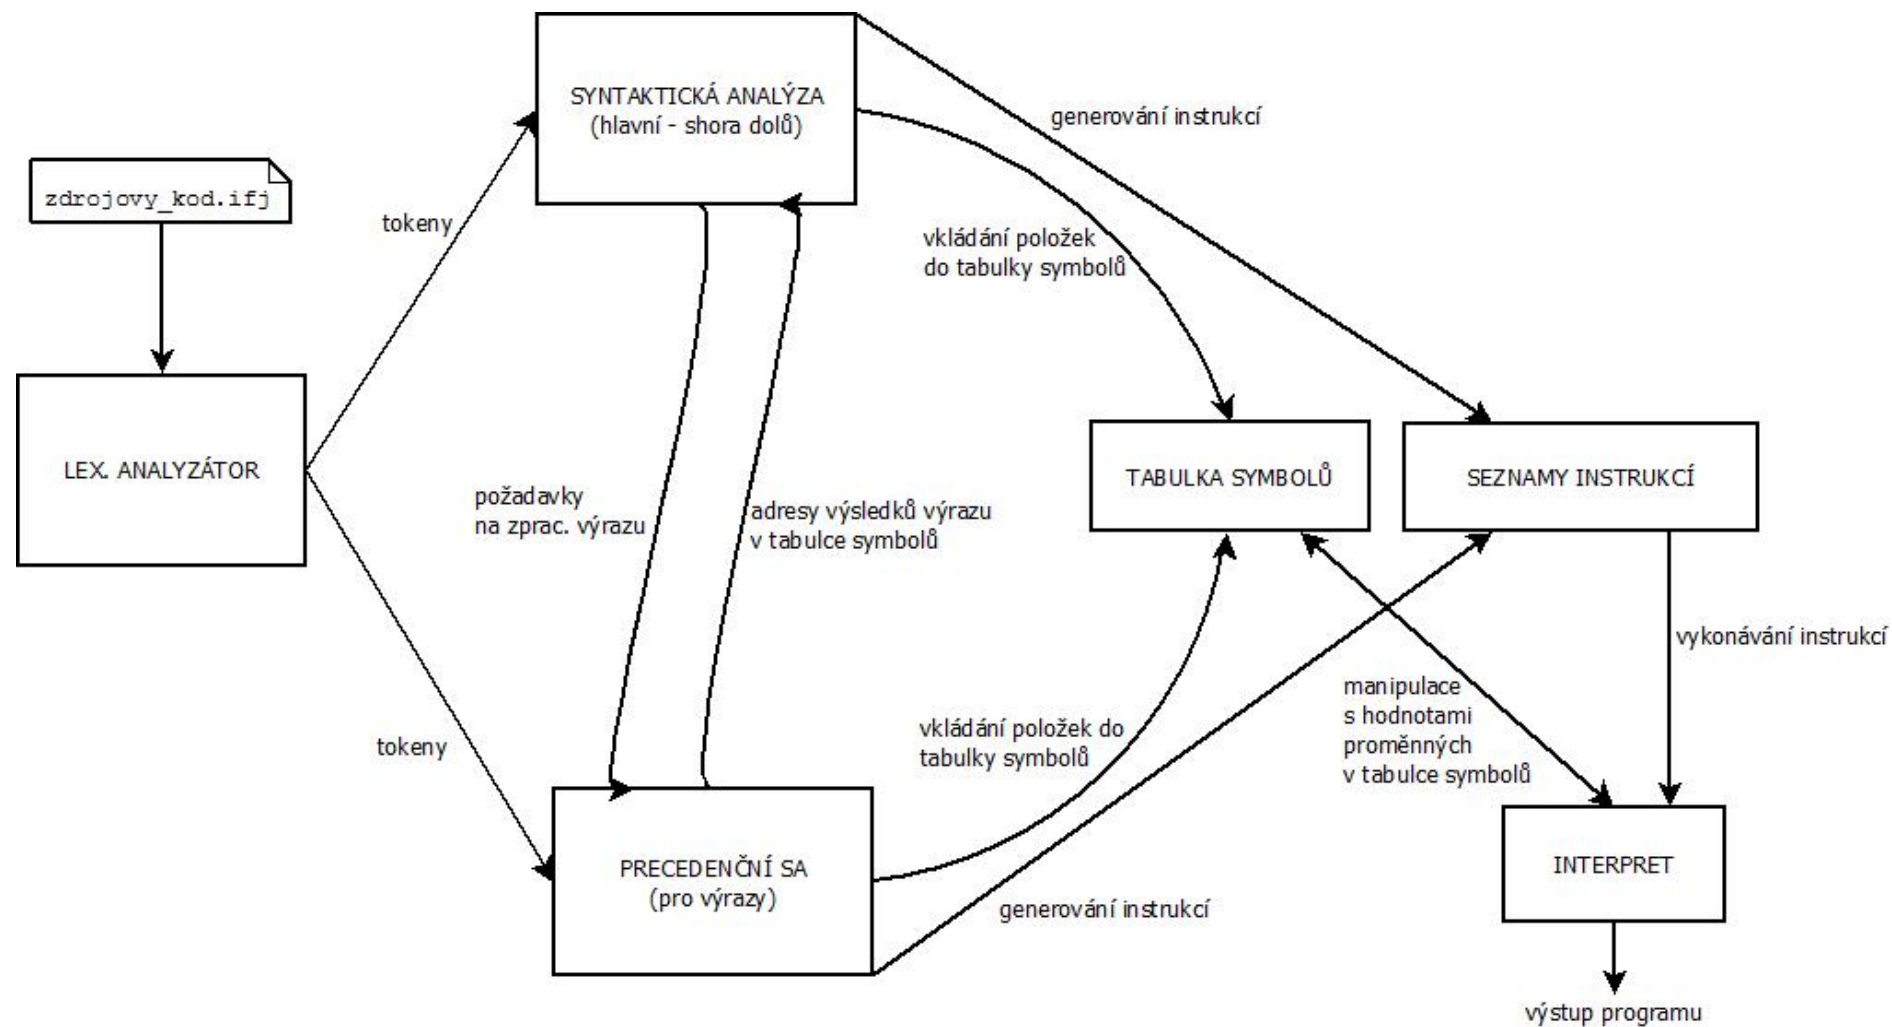 SYNTAKTICKÁ ANALÝZA
(hlavní - shora dolů)
generování instrukcí
zdrojovy_kod.ifj
tokeny
vkládání položek
do tabulky symbolů
LEX. ANALYZÁTOR
požadavky
na zprac. výrazu
adresy výsledků výrazu
v tabulce symbolů
TABULKA SYMBOLŮ
SEZNAMY INSTRUKCÍ
vykonávání instrukcí
manipulace
s hodnotami
proměnných
v tabulce symbolů
tokeny
vkládání položek do
tabulky symbolů
PRECEDENČNÍ SA
(pro výrazy)
generování instrukcí
INTERPRET
výstup programu